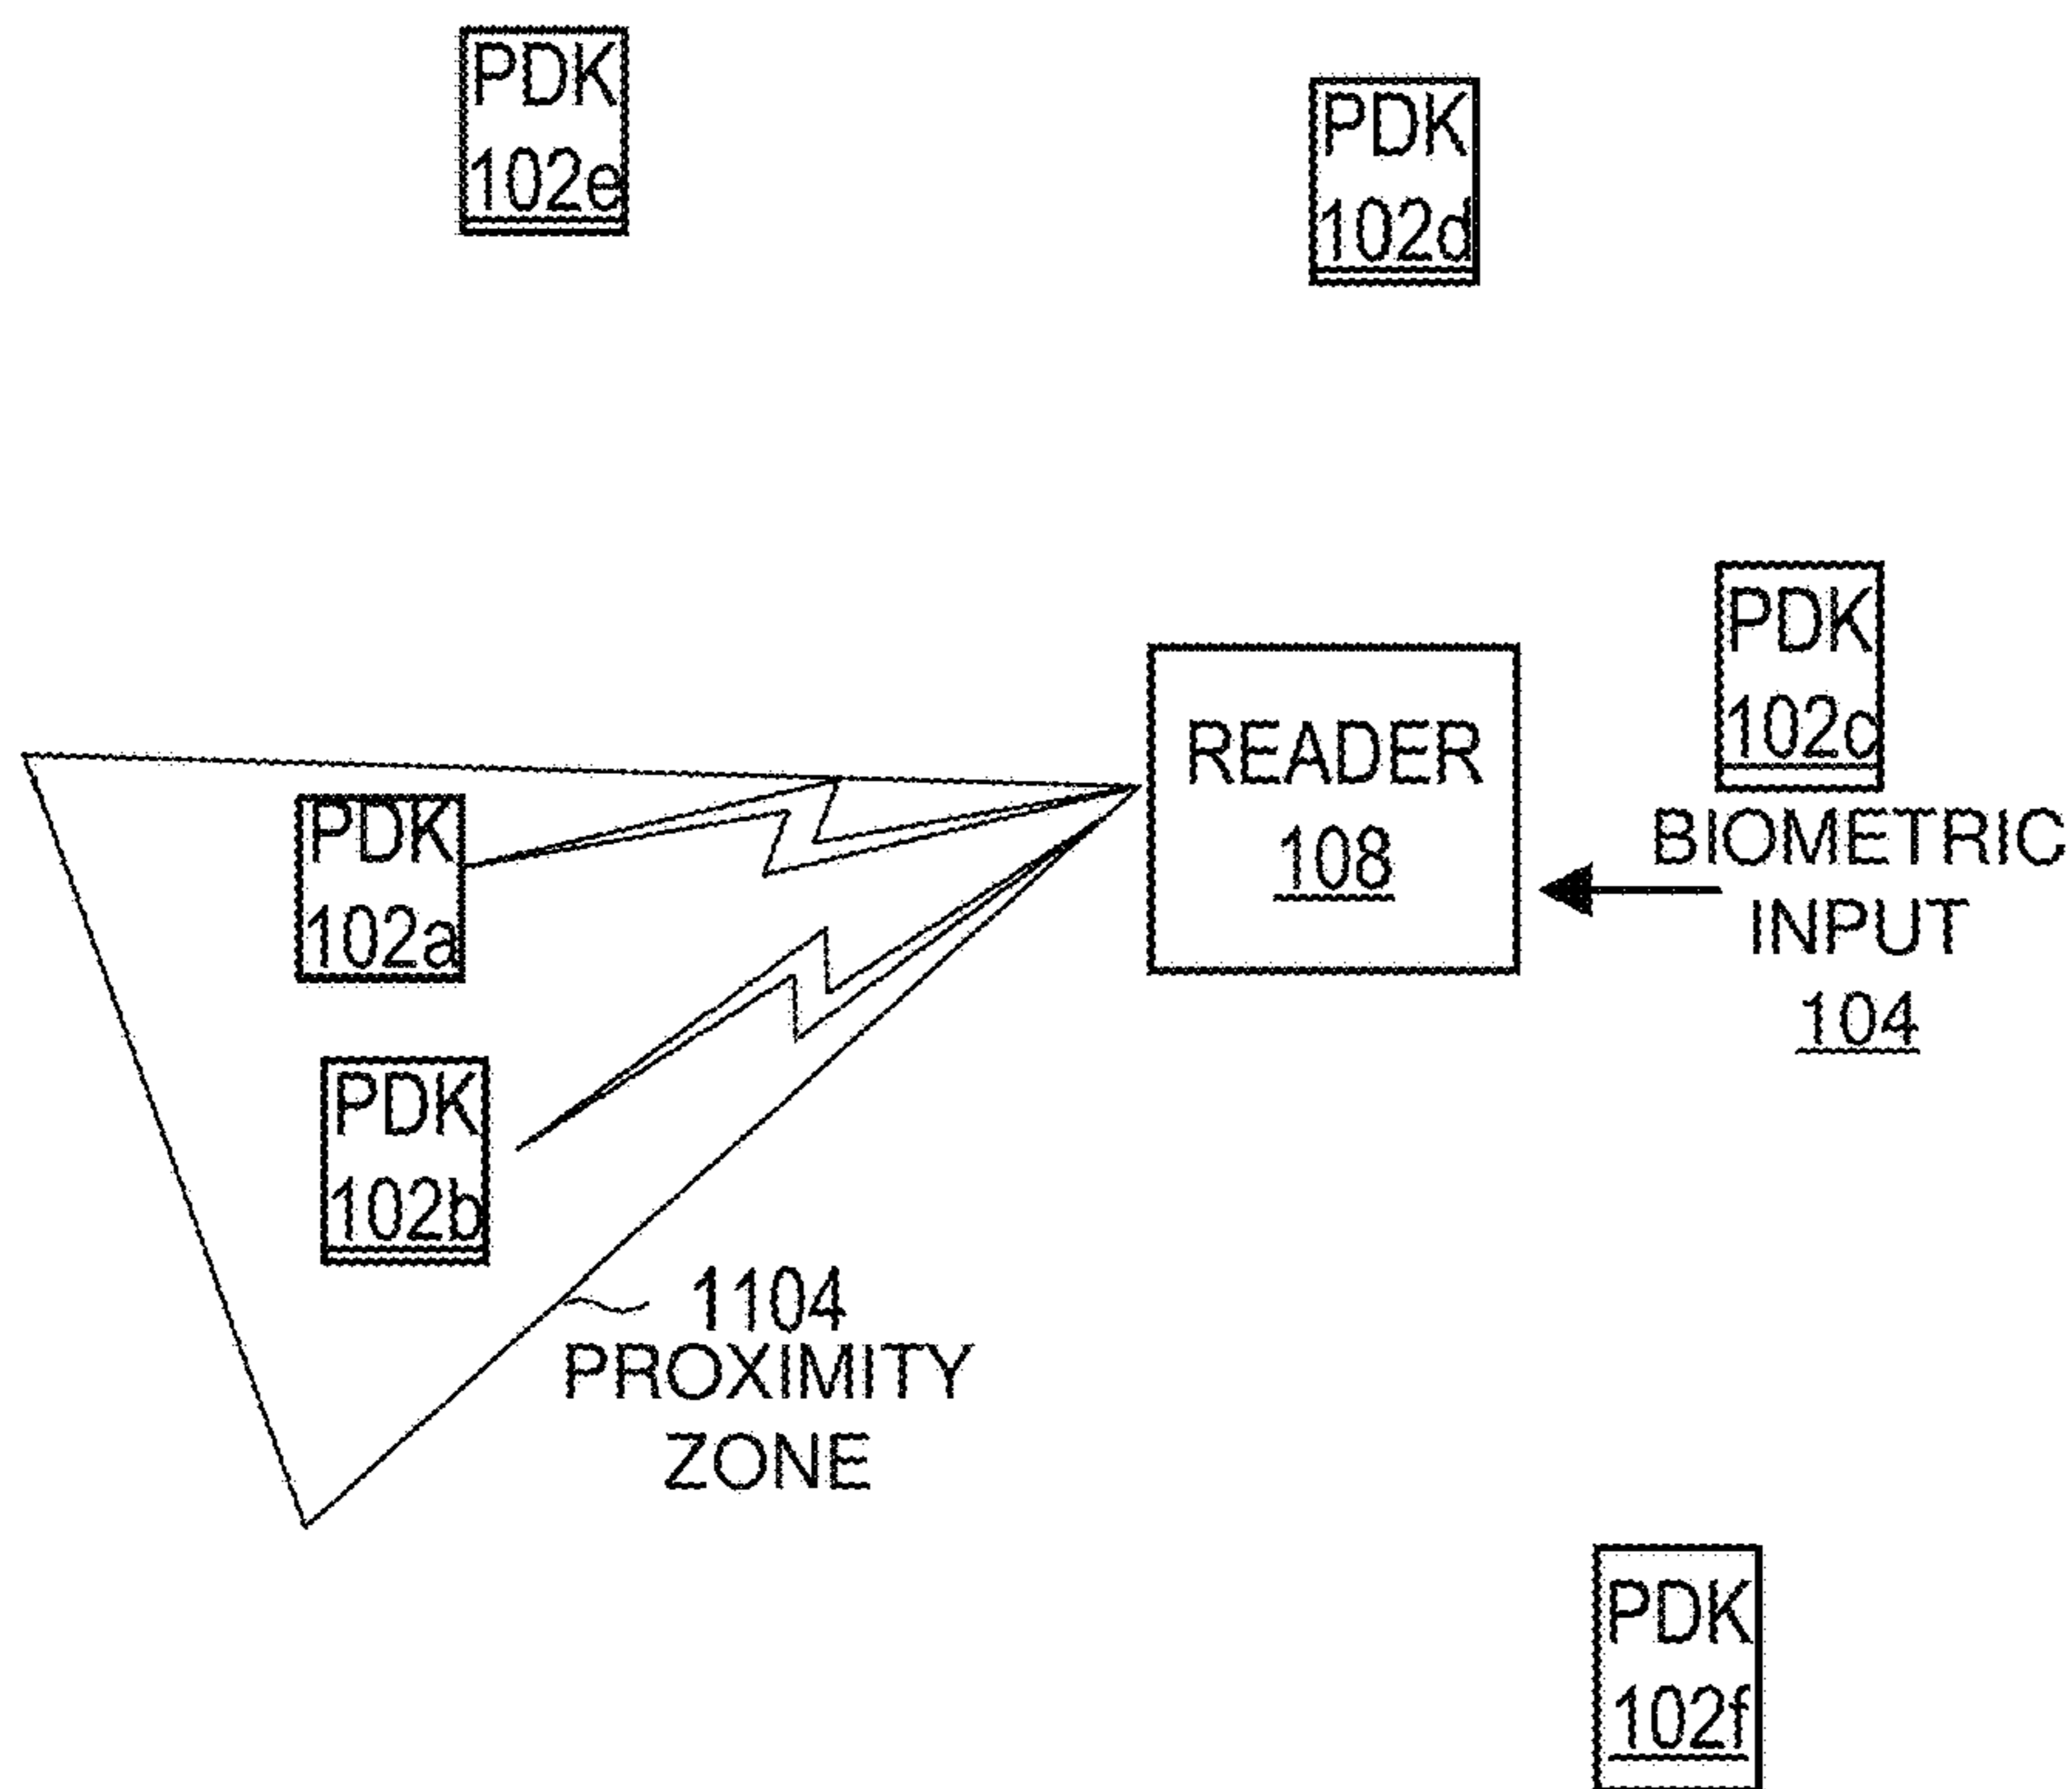 PDK
102e
PDK
102d
PDK
102c
READER
108
BIOMETRIC
INPUT
104
PDK
102a
PDK
102b
1104
PROXIMITY
ZONE
PDK
102f